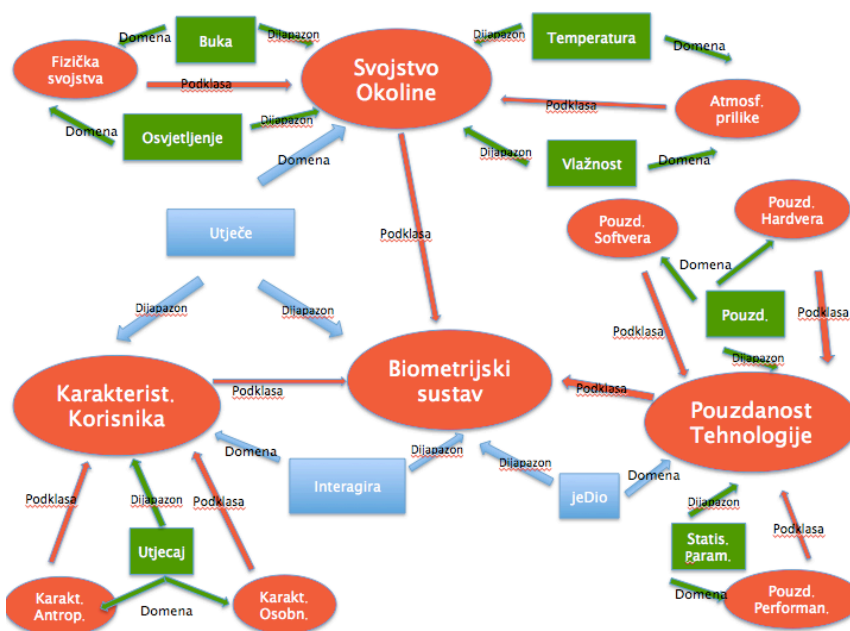 Domena
Buka
Dijapazon
Dijapazon
Temperatura
Domena
Fizička
svojstva
Podklasa
Svojstvo
Okoline
Podklasa
Atmosf.
prilike
Domena
Osvjetljenje
Dijapazon
Domena
Dijapazon
Vlažnost
Domena
Utječe
Podklasa
Pouzd.
Softvera
Pouzd.
Hardvera
Domena
Dijapazon
Dijapazon
Podklasa
Pouzd.
Podklasa
Dijapazon
Karakterist.
Korisnika
Podklasa
Biometrijski
sustav
Podklasa
Pouzdanost
Tehnologije
Domena
Interagira
Dijapazon
Dijapazon
jeDio
Domena
Podklasa
Dijapazon
Podklasa
Utjecaj
Dijapazon
Statis.
Param.
Podklasa
Karakt.
Antrop.
Domena
Karakt.
Osobn.
Domena
Pouzd.
Performan.